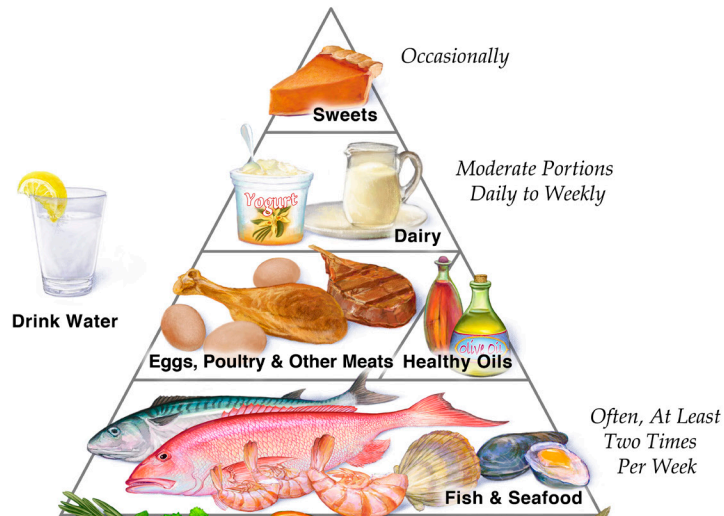 Occasionally
Sweets
Moderate Portions
Daily to Weekly
Yogurt
Dairy
Drink Water
Eggs, Poultry & Other Meats
Healthy Oils
olive oil
Often, At Least
Two Times
Per Week
Fish & Seafood